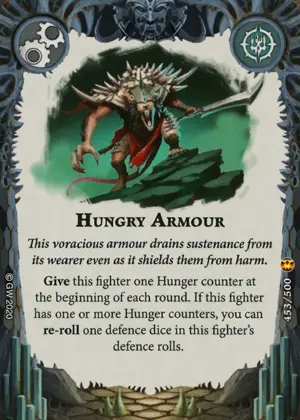 HUNGRY ARMOUR
This voracious armour drains sustenance from
its wearer even as it shields them from harm.
Give this fighter one Hunger counter at
the beginning of each round. If this fighter
has one or more Hunger counters, you can
re-roll one defence dice in this fighter's
defence rolls.
© GW 2020
453/500